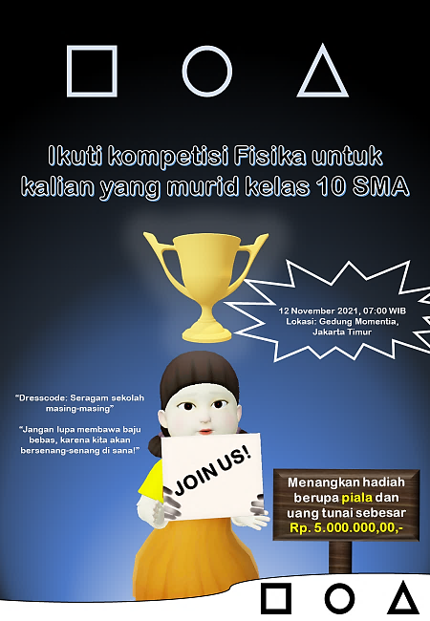 Ikuti kompetisi Fisika untuk
kalian yang murid kelas 10 SMA
12 November 2021, 07:00 WIB
Lokasi: Gedung Momentia,
Jakarta Timur
"Dresscode: Seragam sekolah
masing-masing"
"Jangan lupa membawa baju
bebas, karena kita akan
bersenang-senang di sana!"
JOIN US!
Menangkan hadiah
berupa piala dan
uang tunai sebesar
Rp. 5.000.000,00,-